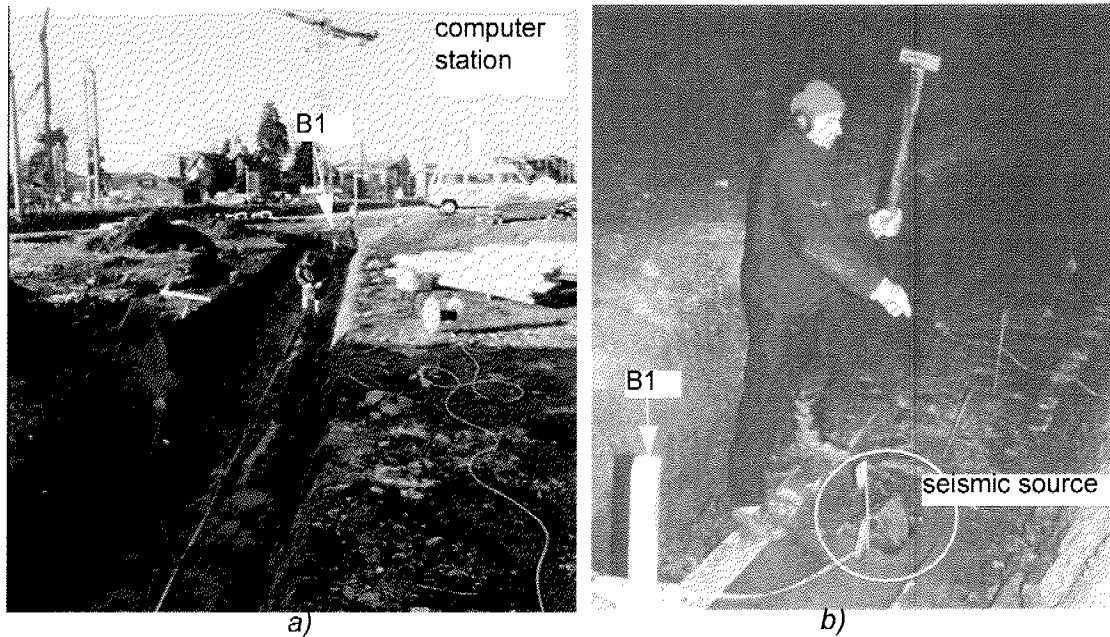 computer
station
B1
B1
seismic source
a)
b)